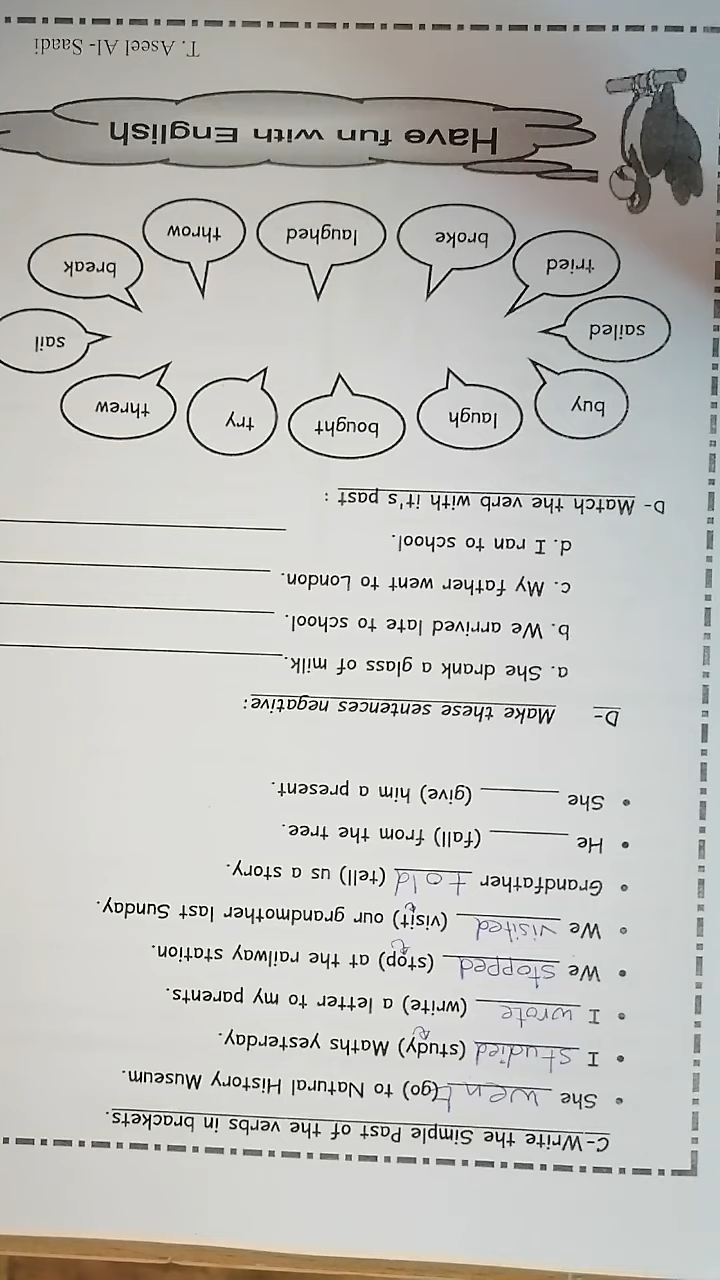 C- Write the Simple Past of the verbs in brackets.
• She went (go) to Natural History Museum.
• I studied (study) Maths yesterday.
• I wrote (write) a letter to my parents.
• We stopped (stop) at the railway station.
• We visited (visit) our grandmother last Sunday.
• Grandfather told (tell) us a story.
• He ________ (fall) from the tree.
• She ________ (give) him a present.
D- Make these sentences negative:
a. She drank a glass of milk.
b. We arrived late to school.
c. My father went to London.
d. I ran to school.
D- Match the verb with it's past :
buy laugh bought try threw
sailed sail
tried broke laughed throw break
Have fun with English
T. Aseel Al- Saadi